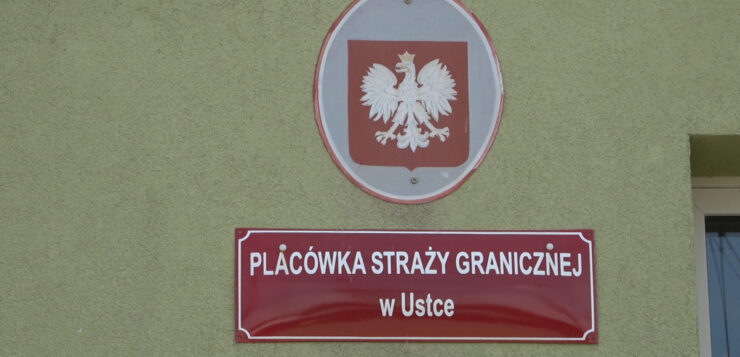 PLACÓWKA STRAŻY GRANICZNEJ
w Ustce